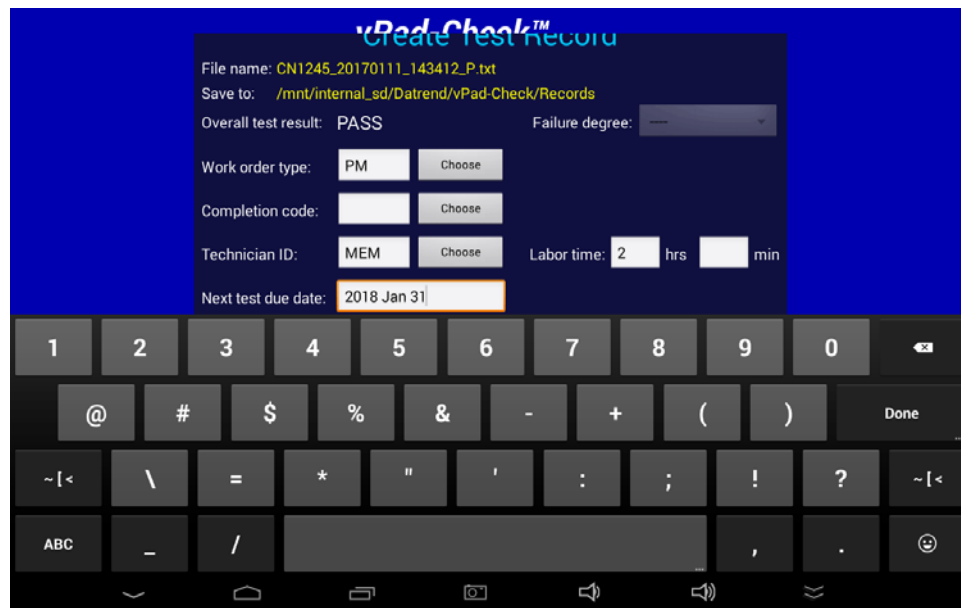 vPad-Check™
Create Test Record
File name: CN1245_20170111_143412_P.txt
Save to: /mnt/internal_sd/Datrend/vPad-Check/Records
Overall test result: PASS Failure degree: ----
Work order type: PM Choose
Completion code: Choose
Technician ID: MEM Choose Labor time: 2 hrs min
Next test due date: 2018 Jan 31
1 2 3 4 5 6 7 8 9 0
@ # $ % & - + ( ) Done
~ [ < \ = * " ' : ; ! ? ~ [ <
ABC _ / , .